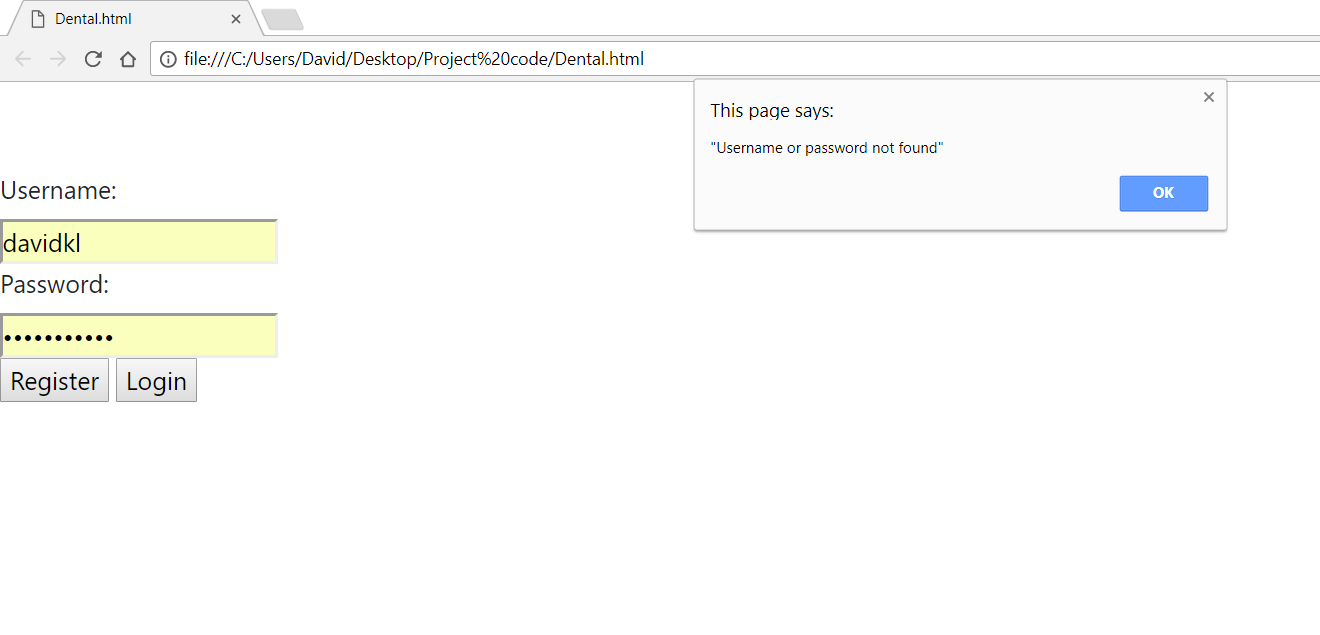 Dental.html
file:///C:/Users/David/Desktop/Project%20code/Dental.html
This page says:
"Username or password not found"
OK
Username:
davidkl
Password:
•••••••••••
Register Login